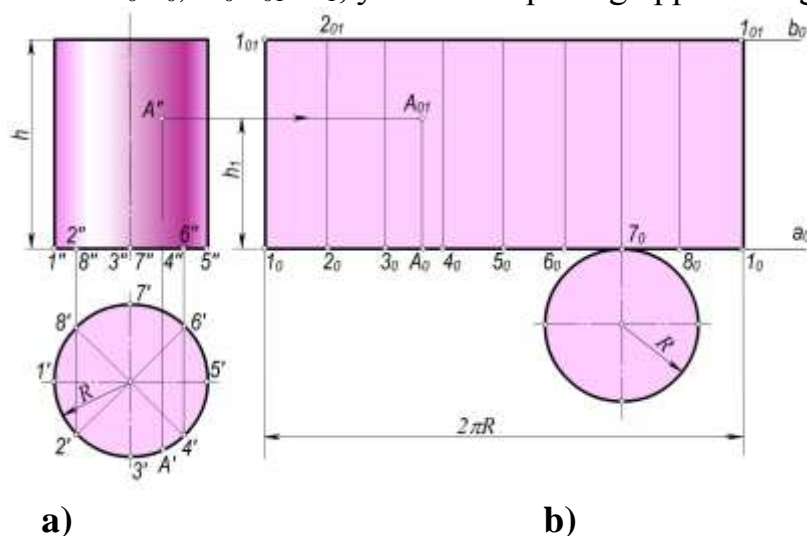 2₀₁ 1₀₁ b₀
1₀₁
A" A₀₁
h h₁
2" 6" 7₀ a₀
1" 8" 3" 7" 4" 5" 1₀ 2₀ 3₀ A₀ 4₀ 5₀ 6₀ 8₀ 1₀
7'
8' 6'
1' R 5' R
2' 4' 2πR
3' A'
a) b)